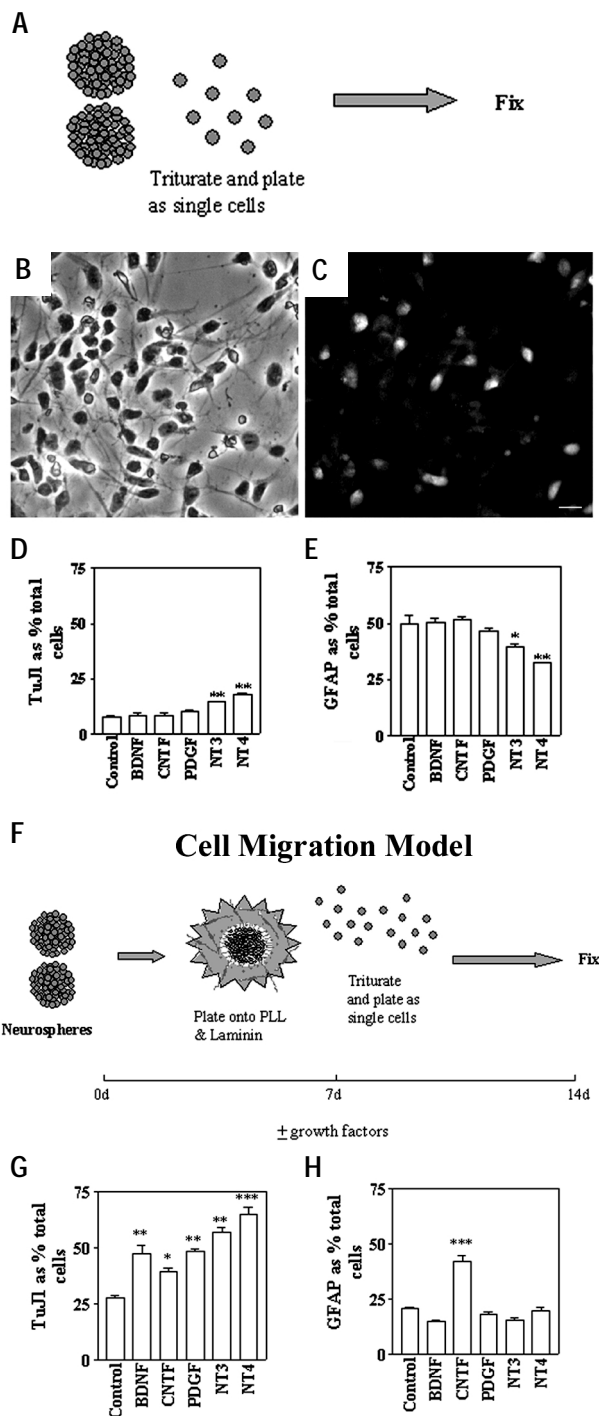 A
Fix
Triturate and plate
as single cells
B
C
D
75
50
25
0
TuJ1 as % total
cells
**
**
Control
BDNF
CNTF
PDGF
NT3
NT4
E
75
50
25
0
GFAP as % total
cells
*
**
Control
BDNF
CNTF
PDGF
NT3
NT4
F
Cell Migration Model
Neurospheres
Plate onto PLL
& Laminin
Triturate
and plate as
single cells
Fix
0d
7d
14d
±growth factors
G
75
50
25
0
TuJ1 as % total
cells
**
*
**
**
***
Control
BDNF
CNTF
PDGF
NT3
NT4
H
75
50
25
0
GFAP as % total
cells
***
Control
BDNF
CNTF
PDGF
NT3
NT4